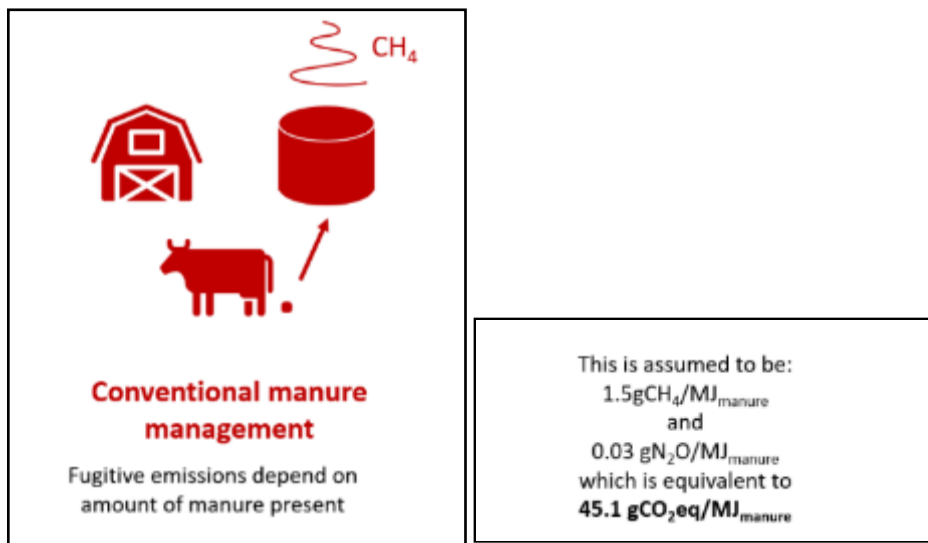 CH₄
Conventional manure
management
Fugitive emissions depend on
amount of manure present
This is assumed to be:
1.5gCH₄/MJmanure
and
0.03 gN₂O/MJmanure
which is equivalent to
45.1 gCO₂eq/MJmanure